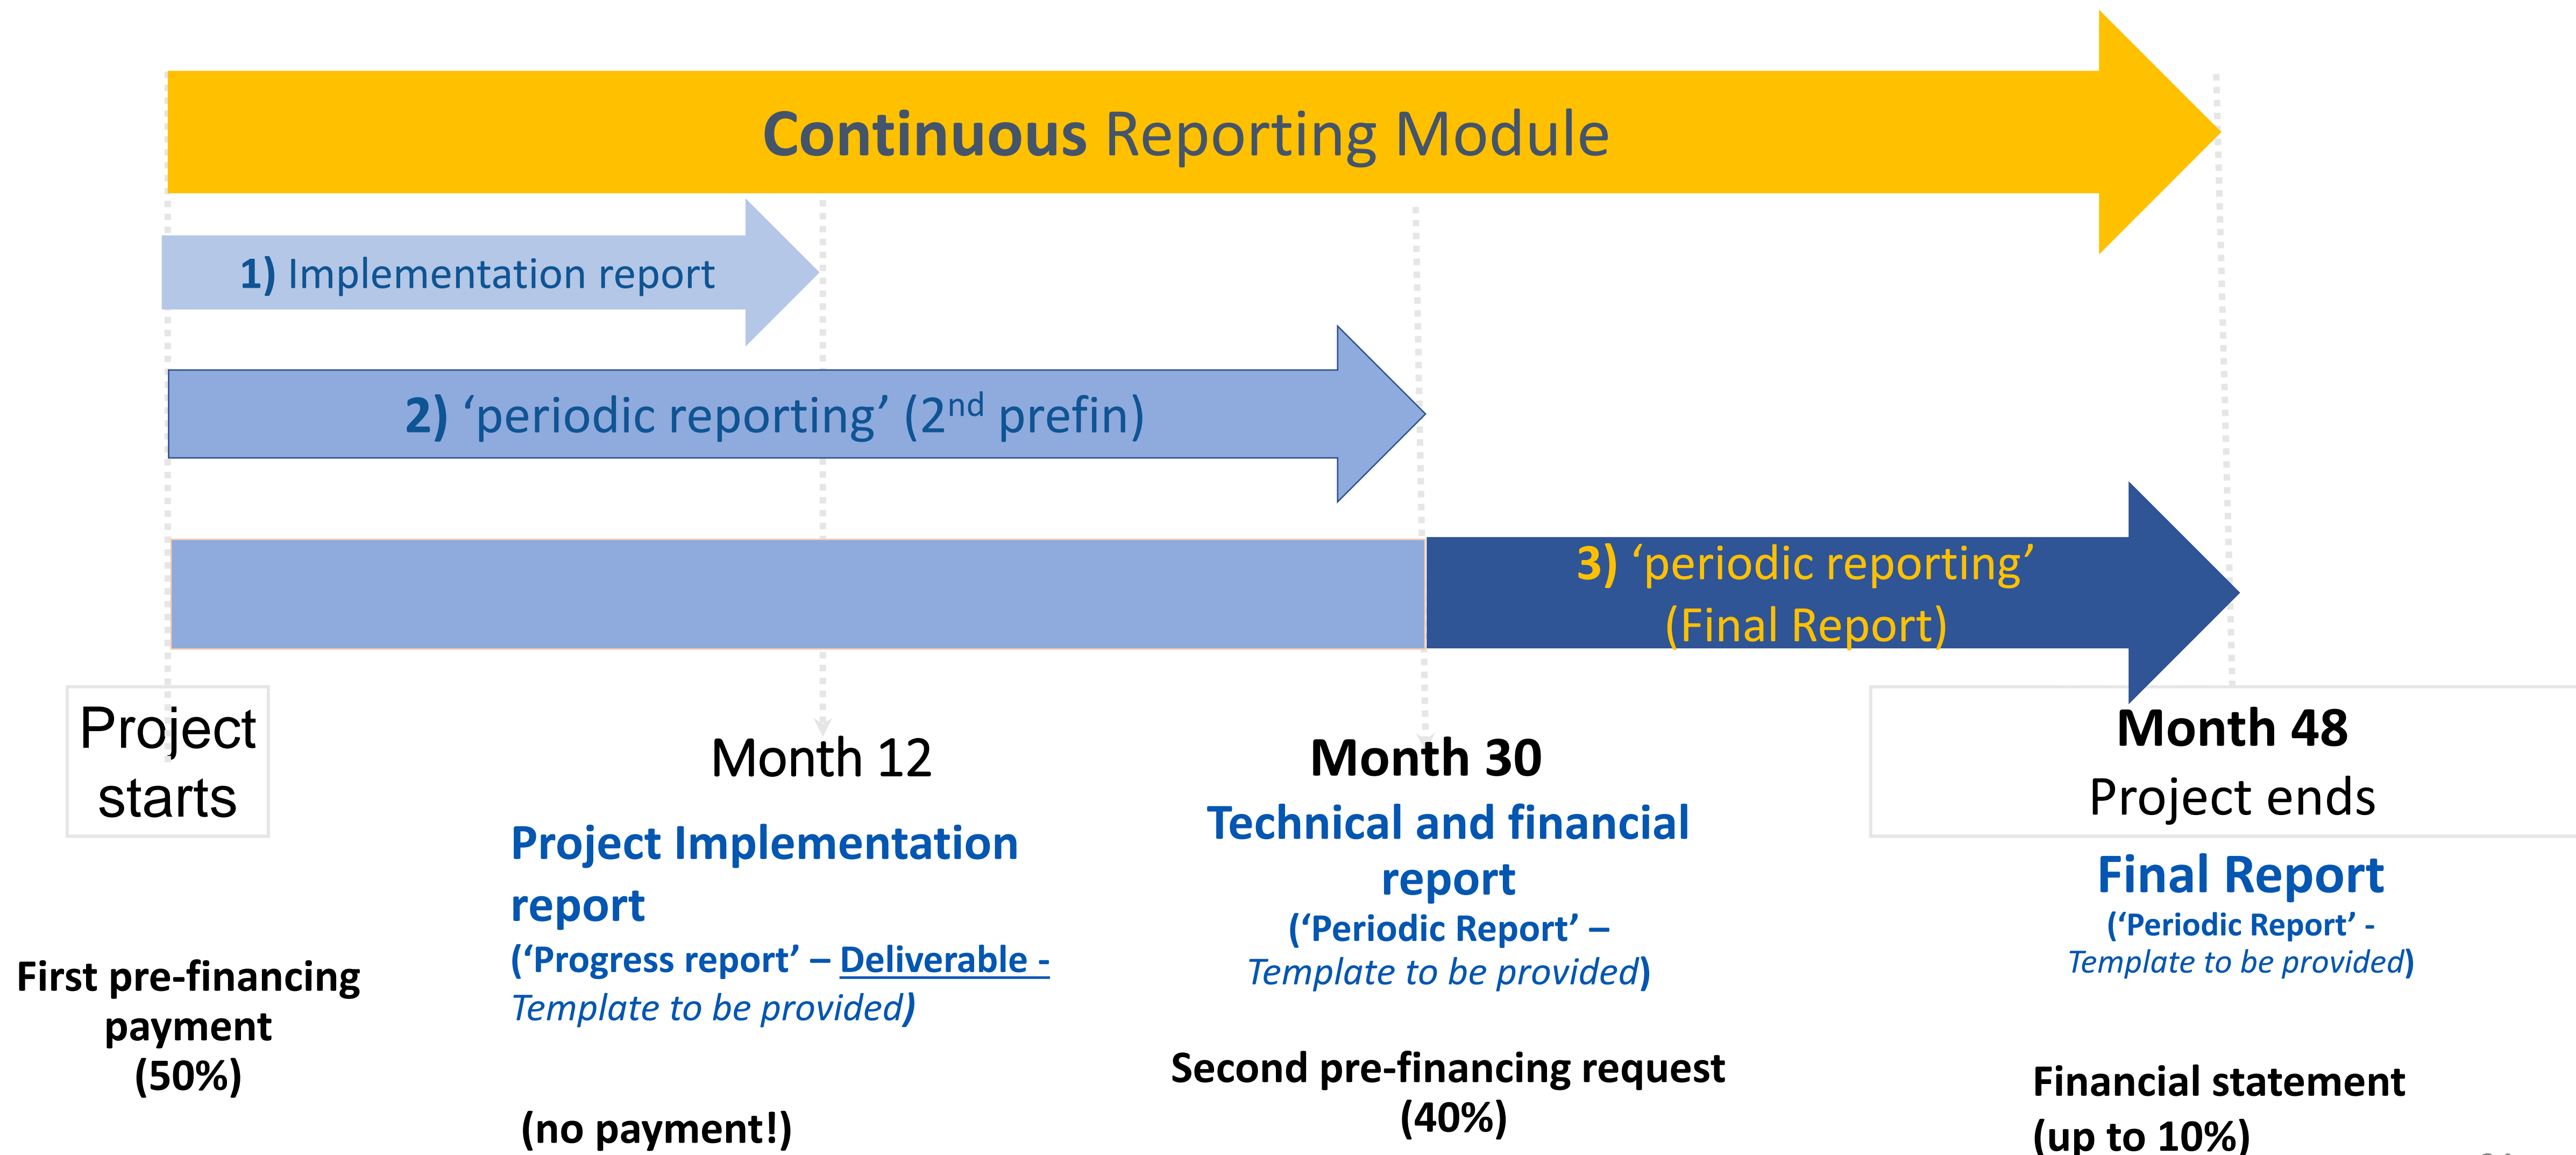 Continuous Reporting Module
1) Implementation report
2) ‘periodic reporting’ (2nd prefin)
3) ‘periodic reporting’
(Final Report)
Project
starts
First pre-financing
payment
(50%)
Month 12
Project Implementation
report
(‘Progress report’ – Deliverable -
Template to be provided)
(no payment!)
Month 30
Technical and financial
report
(‘Periodic Report’ –
Template to be provided)
Second pre-financing request
(40%)
Month 48
Project ends
Final Report
(‘Periodic Report’ -
Template to be provided)
Financial statement
(up to 10%)